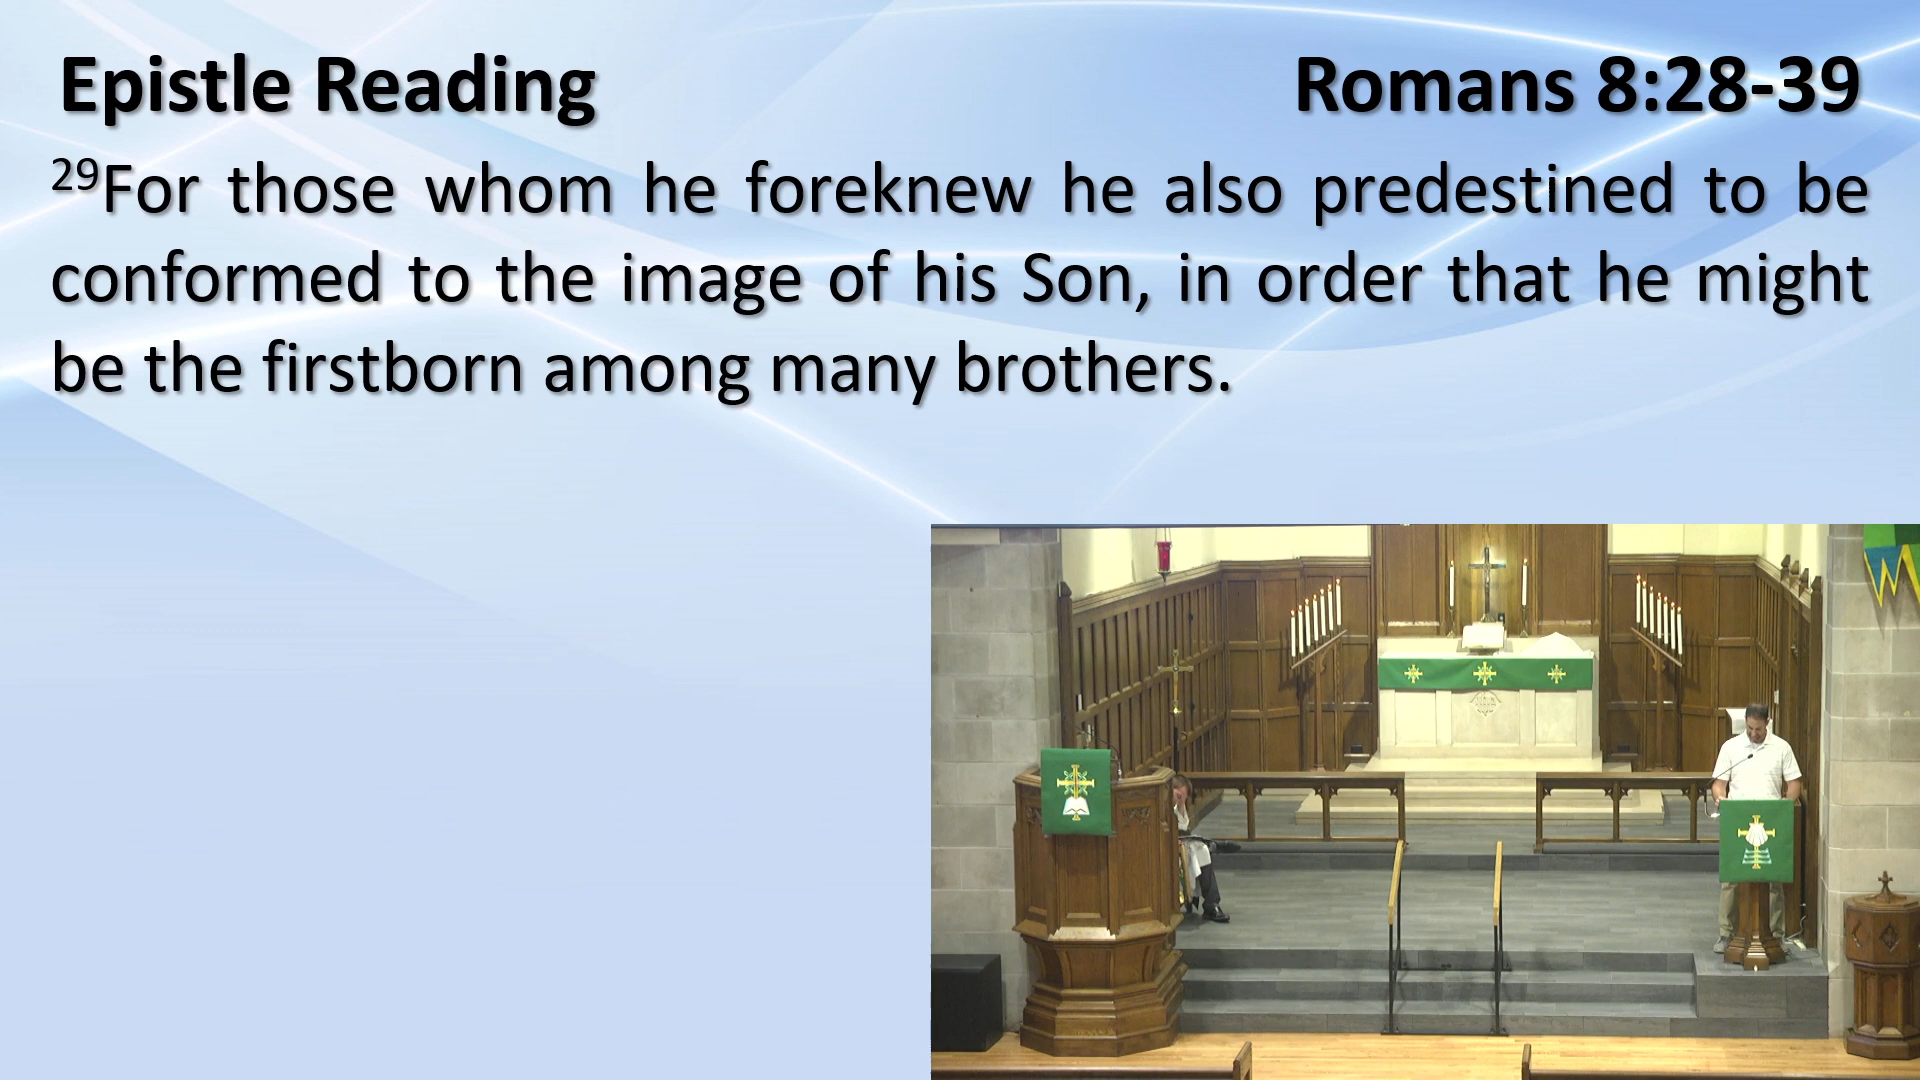 Epistle Reading Romans 8:28-39
²⁹For those whom he foreknew he also predestined to be
conformed to the image of his Son, in order that he might
be the firstborn among many brothers.